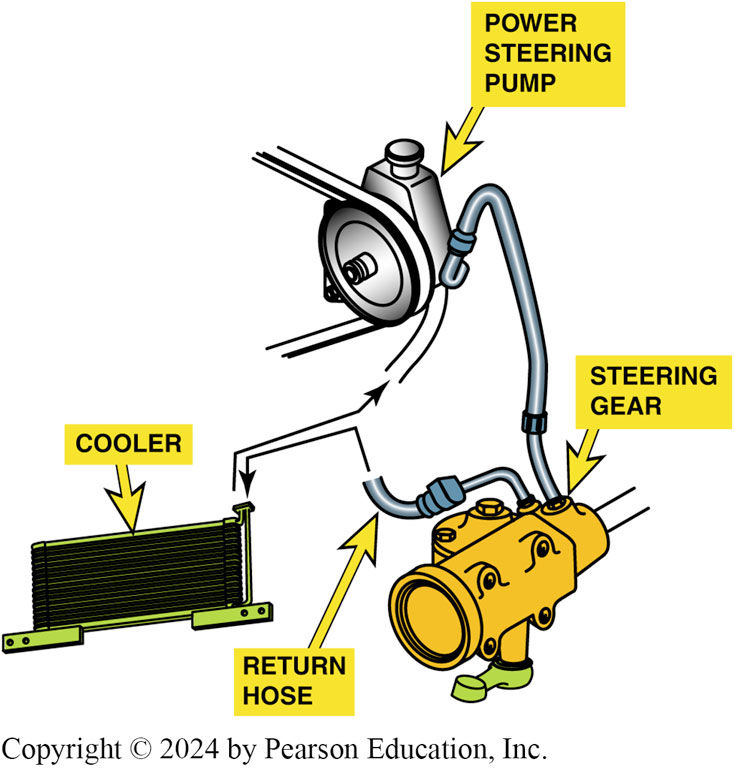 POWER
STEERING
PUMP
STEERING
GEAR
COOLER
RETURN
HOSE
Copyright © 2024 by Pearson Education, Inc.